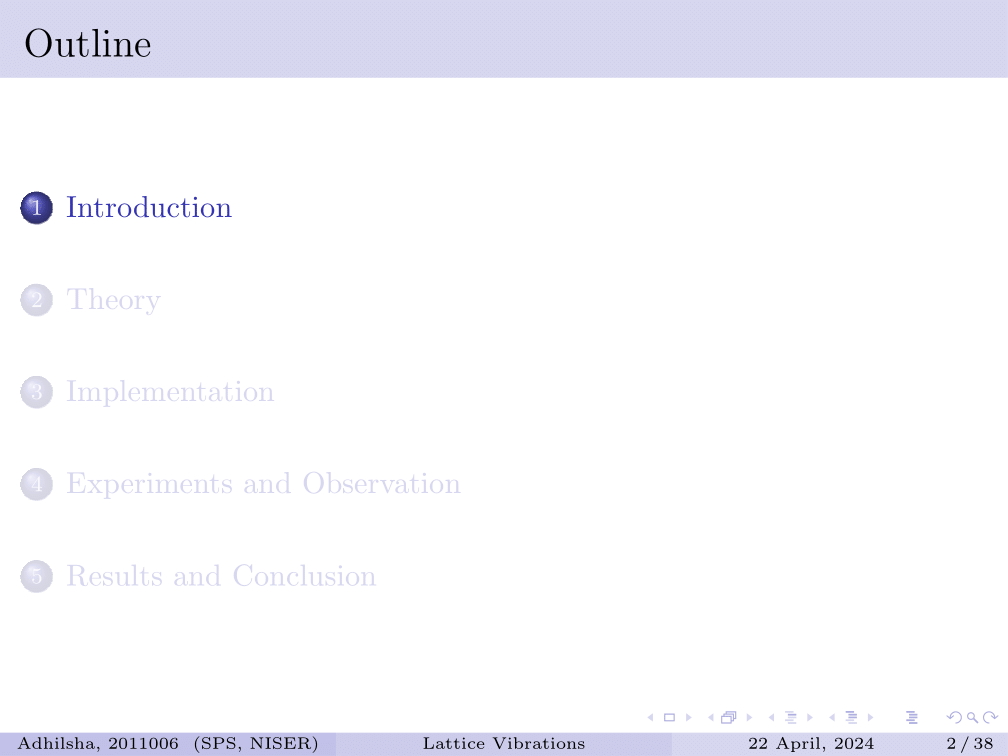 Outline
1 Introduction
2 Theory
3 Implementation
4 Experiments and Observation
5 Results and Conclusion
Adhilsha, 2011006 (SPS, NISER) Lattice Vibrations 22 April, 2024 2 / 38